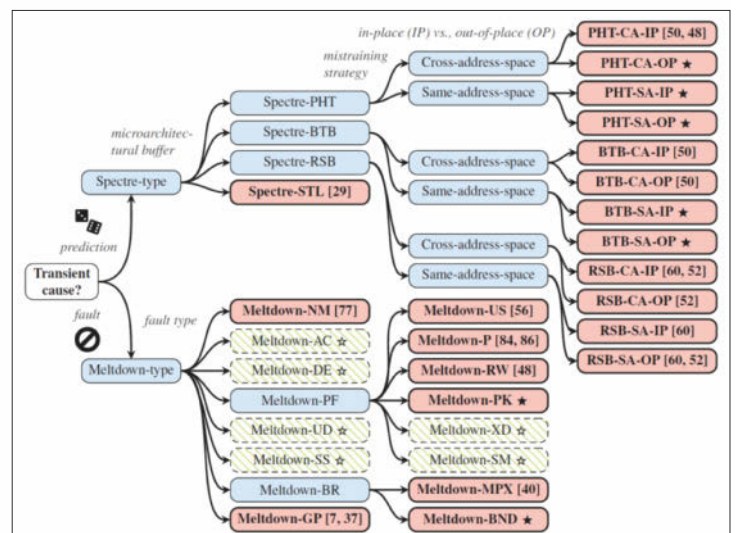 in-place (IP) vs., out-of-place (OP)
mistraining
strategy
microarchitec-
tural buffer
prediction
Transient
cause?
fault
fault type
Spectre-type
Spectre-PHT
Spectre-BTB
Spectre-RSB
Spectre-STL [29]
Cross-address-space
Same-address-space
Cross-address-space
Same-address-space
Cross-address-space
Same-address-space
PHT-CA-IP [50, 48]
PHT-CA-OP ★
PHT-SA-IP ★
PHT-SA-OP ★
BTB-CA-IP [50]
BTB-CA-OP [50]
BTB-SA-IP ★
BTB-SA-OP ★
RSB-CA-IP [60, 52]
RSB-CA-OP [52]
RSB-SA-IP [60]
RSB-SA-OP [60, 52]
Meltdown-type
Meltdown-NM [77]
Meltdown-AC ☆
Meltdown-DE ☆
Meltdown-PF
Meltdown-UD ☆
Meltdown-SS ☆
Meltdown-BR
Meltdown-GP [7, 37]
Meltdown-US [56]
Meltdown-P [84, 86]
Meltdown-RW [48]
Meltdown-PK ★
Meltdown-XD ☆
Meltdown-SM ☆
Meltdown-MPX [40]
Meltdown-BND ★